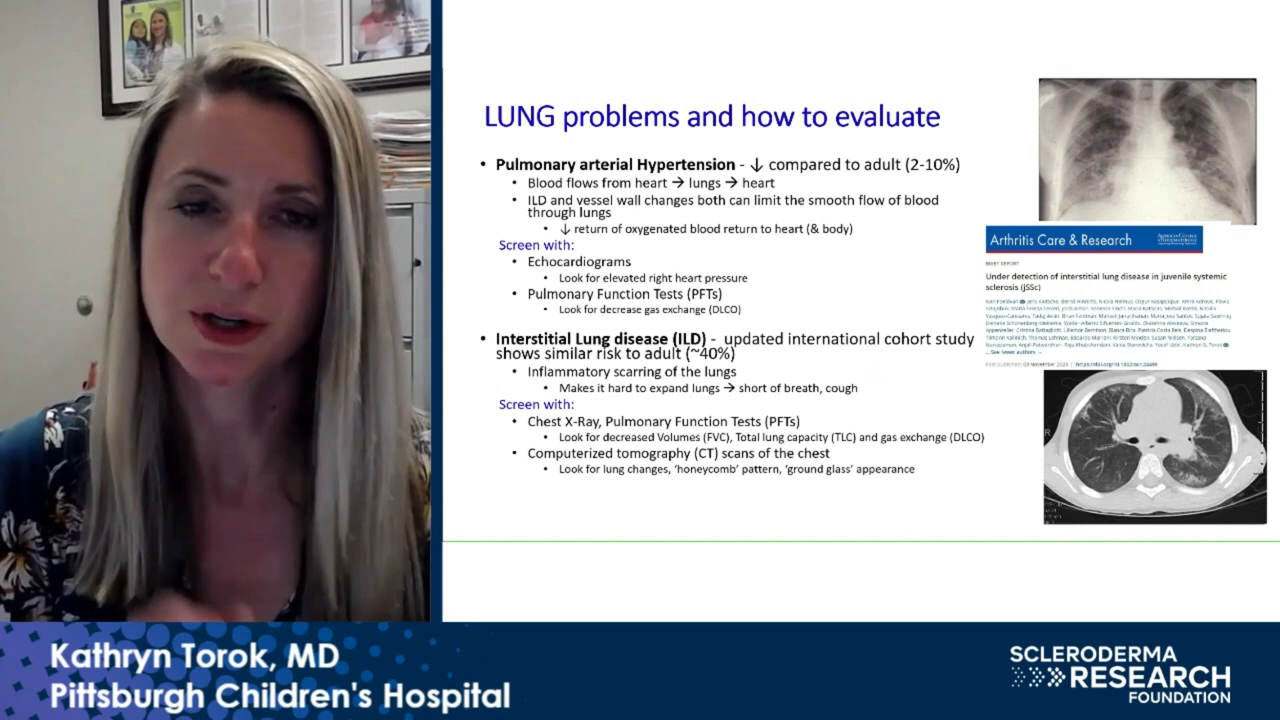 LUNG problems and how to evaluate
• Pulmonary arterial Hypertension - ↓ compared to adult (2-10%)
• Blood flows from heart → lungs → heart
• ILD and vessel wall changes both can limit the smooth flow of blood
through lungs
• ↓ return of oxygenated blood return to heart (& body)
Screen with:
• Echocardiograms
• Look for elevated right heart pressure
• Pulmonary Function Tests (PFTs)
• Look for decrease gas exchange (DLCO)
• Interstitial Lung disease (ILD) - updated international cohort study
shows similar risk to adult (~40%)
• Inflammatory scarring of the lungs
• Makes it hard to expand lungs → short of breath, cough
Screen with:
• Chest X-Ray, Pulmonary Function Tests (PFTs)
• Look for decreased Volumes (FVC), Total lung capacity (TLC) and gas exchange (DLCO)
• Computerized tomography (CT) scans of the chest
• Look for lung changes, 'honeycomb' pattern, 'ground glass' appearance
Arthritis Care & Research
BRIEF REPORT
Under detection of interstitial lung disease in juvenile systemic
sclerosis (jSSc)
...See fewer authors
R
Kathryn Torok, MD
Pittsburgh Children's Hospital
SCLERODERMA
RESEARCH
FOUNDATION